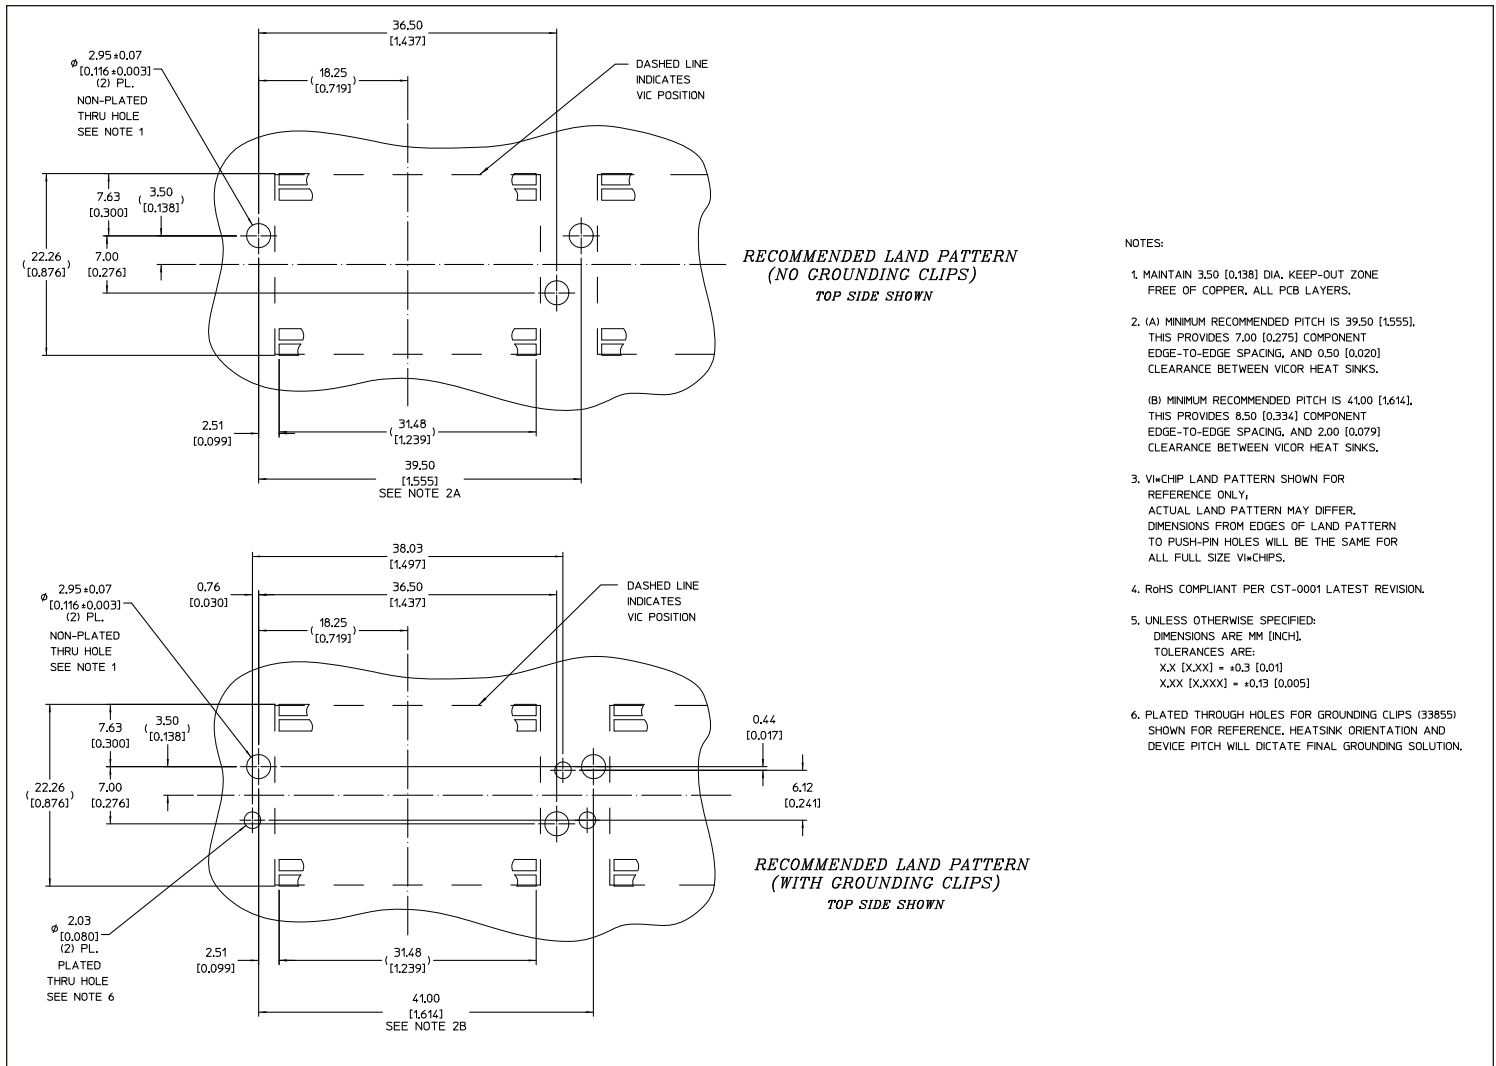 36.50
[1.437]
⌀ 2.95±0.07
[0.116±0.003]
(2) PL.
NON-PLATED
THRU HOLE
SEE NOTE 1
( 18.25 )
[0.719]
DASHED LINE
INDICATES
VIC POSITION
7.63
[0.300]
( 3.50 )
[0.138]
( 22.26 )
[0.876]
7.00
[0.276]
RECOMMENDED LAND PATTERN
(NO GROUNDING CLIPS)
TOP SIDE SHOWN
2.51
[0.099]
( 31.48 )
[1.239]
39.50
[1.555]
SEE NOTE 2A
38.03
[1.497]
⌀ 2.95±0.07
[0.116±0.003]
(2) PL.
NON-PLATED
THRU HOLE
SEE NOTE 1
0.76
[0.030]
36.50
[1.437]
( 18.25 )
[0.719]
DASHED LINE
INDICATES
VIC POSITION
7.63
[0.300]
( 3.50 )
[0.138]
0.44
[0.017]
( 22.26 )
[0.876]
7.00
[0.276]
6.12
[0.241]
RECOMMENDED LAND PATTERN
(WITH GROUNDING CLIPS)
TOP SIDE SHOWN
⌀ 2.03
[0.080]
(2) PL.
PLATED
THRU HOLE
SEE NOTE 6
2.51
[0.099]
( 31.48 )
[1.239]
41.00
[1.614]
SEE NOTE 2B
NOTES:
1. MAINTAIN 3.50 [0.138] DIA. KEEP-OUT ZONE
FREE OF COPPER. ALL PCB LAYERS.
2. (A) MINIMUM RECOMMENDED PITCH IS 39.50 [1.555].
THIS PROVIDES 7.00 [0.275] COMPONENT
EDGE-TO-EDGE SPACING, AND 0.50 [0.020]
CLEARANCE BETWEEN VICOR HEAT SINKS.
(B) MINIMUM RECOMMENDED PITCH IS 41.00 [1.614].
THIS PROVIDES 8.50 [0.334] COMPONENT
EDGE-TO-EDGE SPACING, AND 2.00 [0.079]
CLEARANCE BETWEEN VICOR HEAT SINKS.
3. VI*CHIP LAND PATTERN SHOWN FOR
REFERENCE ONLY;
ACTUAL LAND PATTERN MAY DIFFER.
DIMENSIONS FROM EDGES OF LAND PATTERN
TO PUSH-PIN HOLES WILL BE THE SAME FOR
ALL FULL SIZE VI*CHIPS.
4. RoHS COMPLIANT PER CST-0001 LATEST REVISION.
5. UNLESS OTHERWISE SPECIFIED:
DIMENSIONS ARE MM [INCH].
TOLERANCES ARE:
X.X [X.XX] = ±0.3 [0.01]
X.XX [X.XXX] = ±0.13 [0.005]
6. PLATED THROUGH HOLES FOR GROUNDING CLIPS (33855)
SHOWN FOR REFERENCE. HEATSINK ORIENTATION AND
DEVICE PITCH WILL DICTATE FINAL GROUNDING SOLUTION.